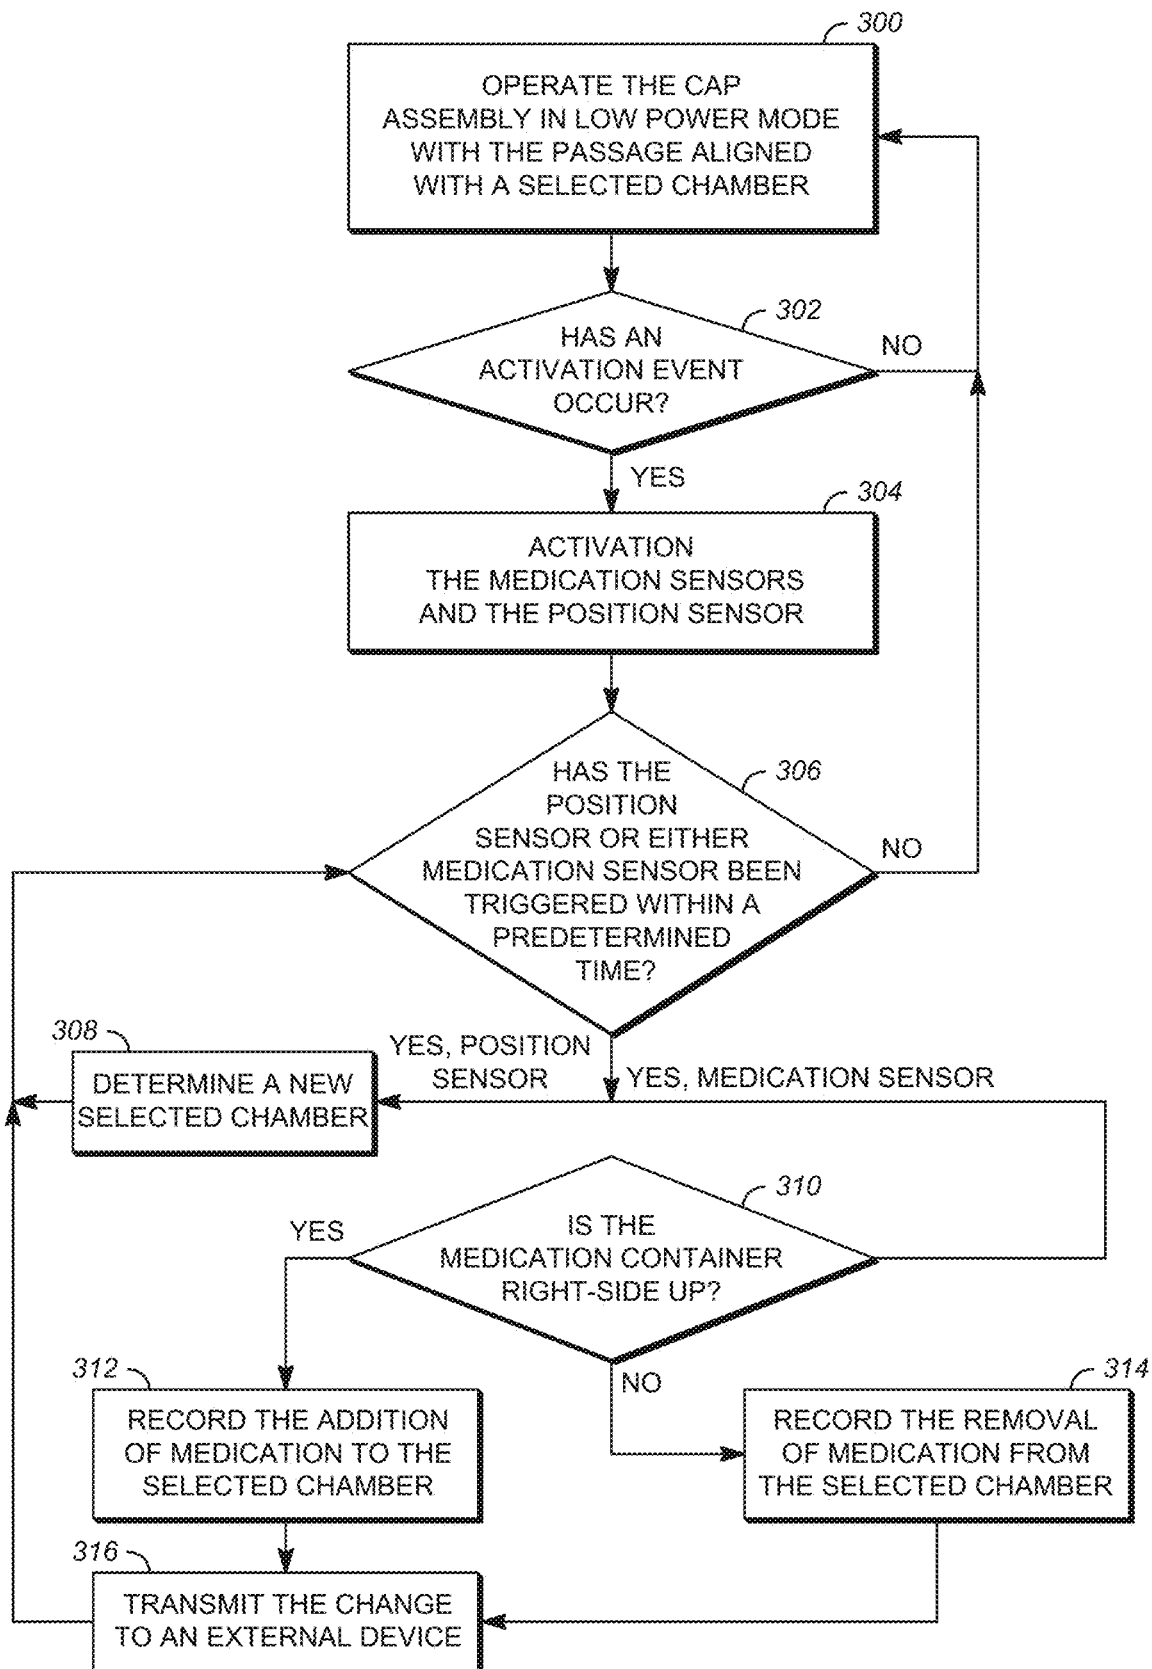 300
OPERATE THE CAP
ASSEMBLY IN LOW POWER MODE
WITH THE PASSAGE ALIGNED
WITH A SELECTED CHAMBER
302
HAS AN
ACTIVATION EVENT
OCCUR?
NO
YES
304
ACTIVATION
THE MEDICATION SENSORS
AND THE POSITION SENSOR
306
HAS THE
POSITION
SENSOR OR EITHER
MEDICATION SENSOR BEEN
TRIGGERED WITHIN A
PREDETERMINED
TIME?
NO
308
YES, POSITION
SENSOR
YES, MEDICATION SENSOR
DETERMINE A NEW
SELECTED CHAMBER
310
YES
IS THE
MEDICATION CONTAINER
RIGHT-SIDE UP?
NO
312
RECORD THE ADDITION
OF MEDICATION TO THE
SELECTED CHAMBER
314
RECORD THE REMOVAL
OF MEDICATION FROM
THE SELECTED CHAMBER
316
TRANSMIT THE CHANGE
TO AN EXTERNAL DEVICE